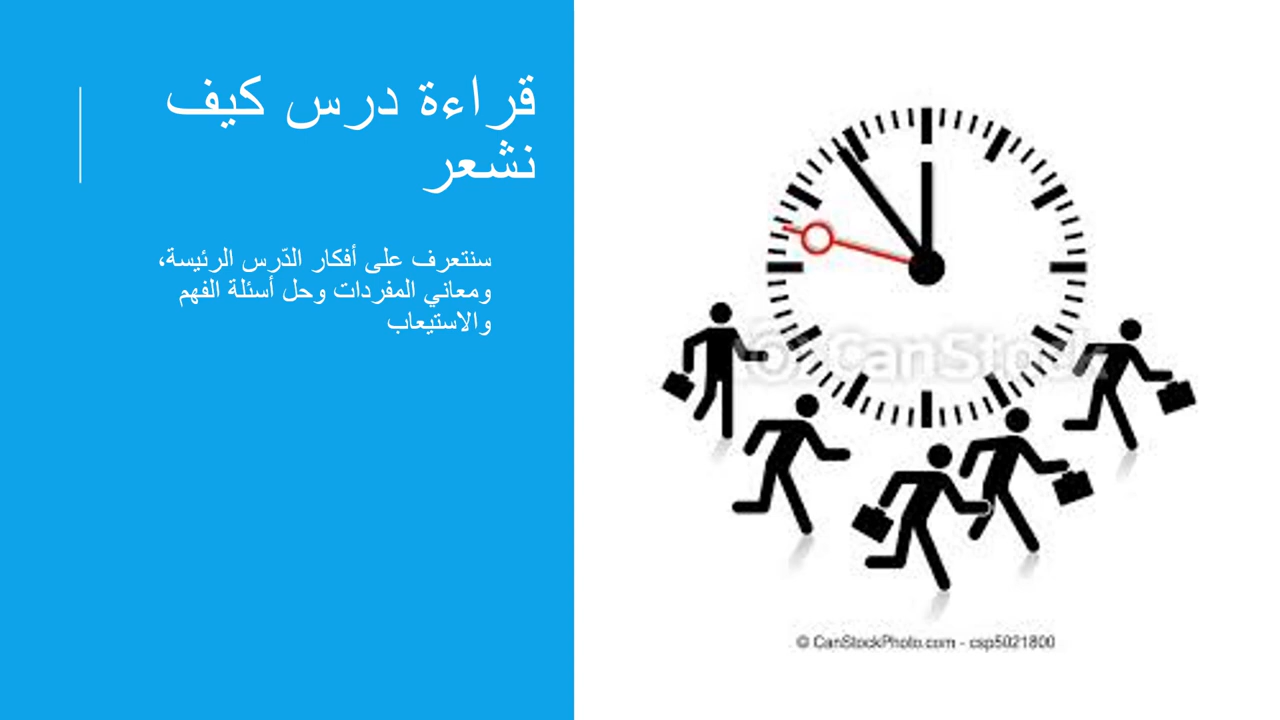 قراءة درس كيف
نشعر
سنتعرف على أفكار الدّرس الرئيسة،
ومعاني المفردات وحل أسئلة الفهم
والاستيعاب
CanStock
© CanStockPhoto.com - csp5021800